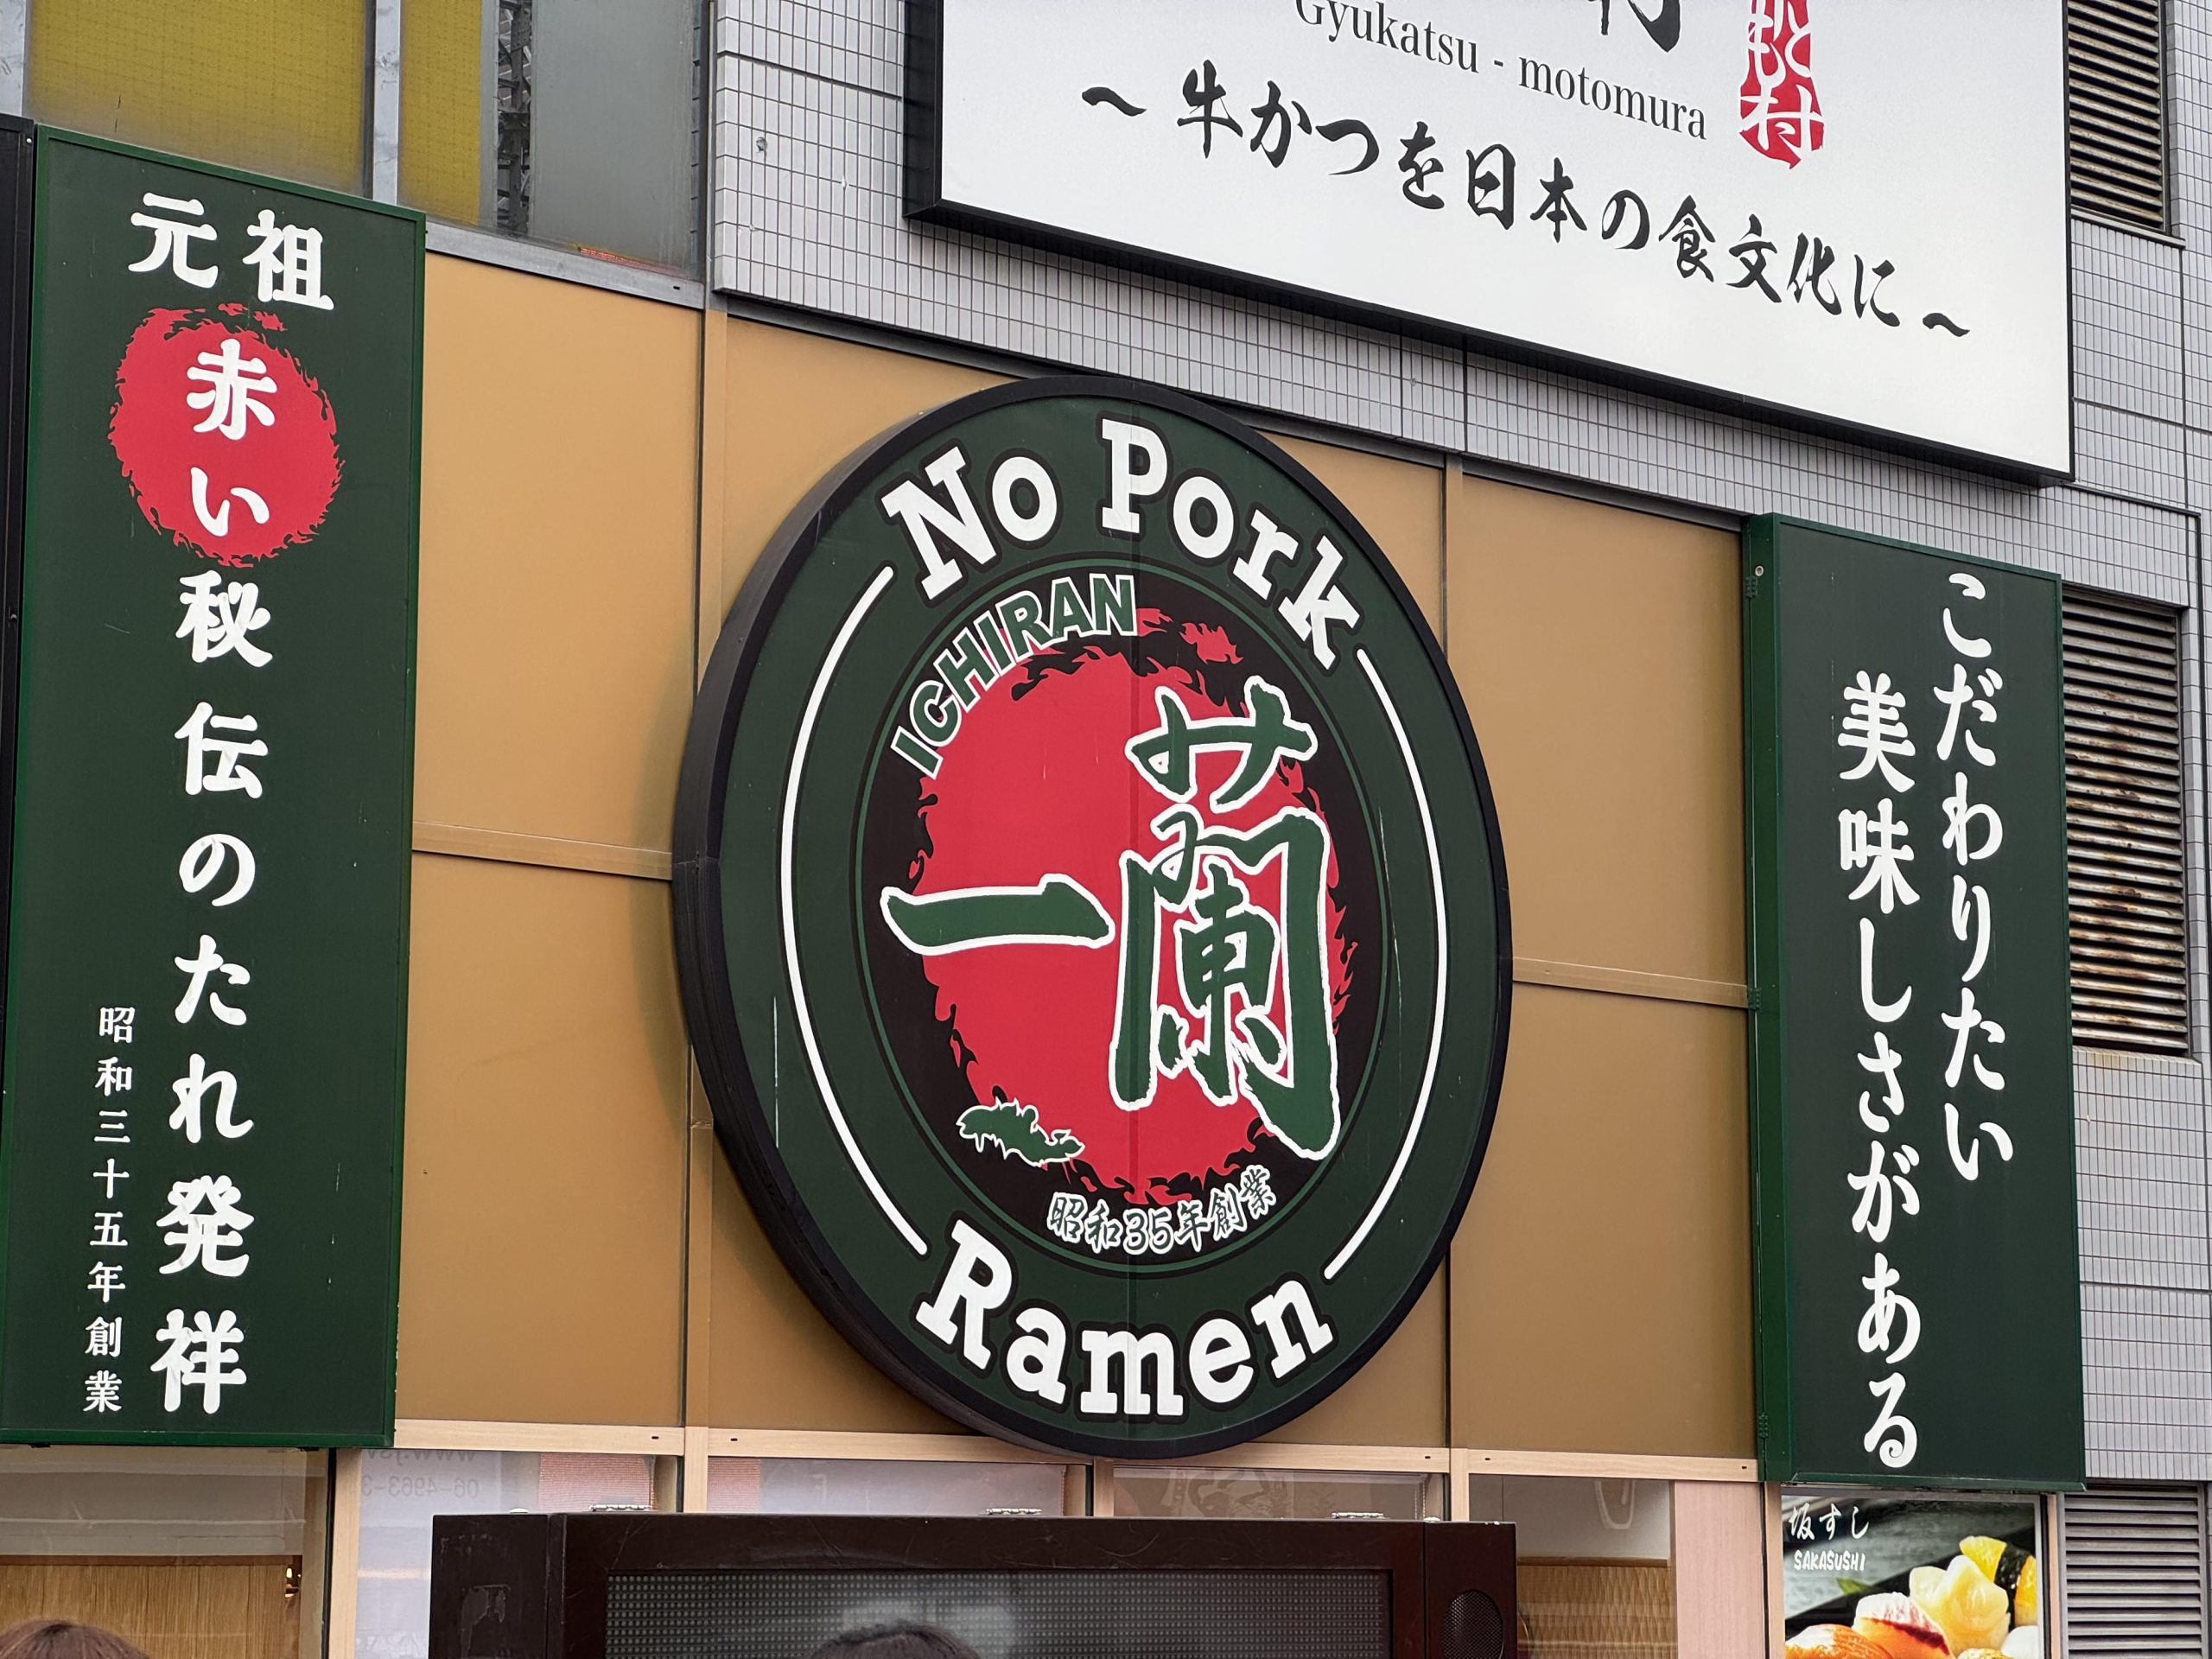 Gyukatsu - motomura
～牛かつを日本の食文化に～
元祖
赤い秘伝のたれ発祥
昭和三十五年創業
No Pork
ICHIRAN
一蘭
昭和35年創業
Ramen
こだわりたい
美味しさがある
坂すし
SAKASUSHI